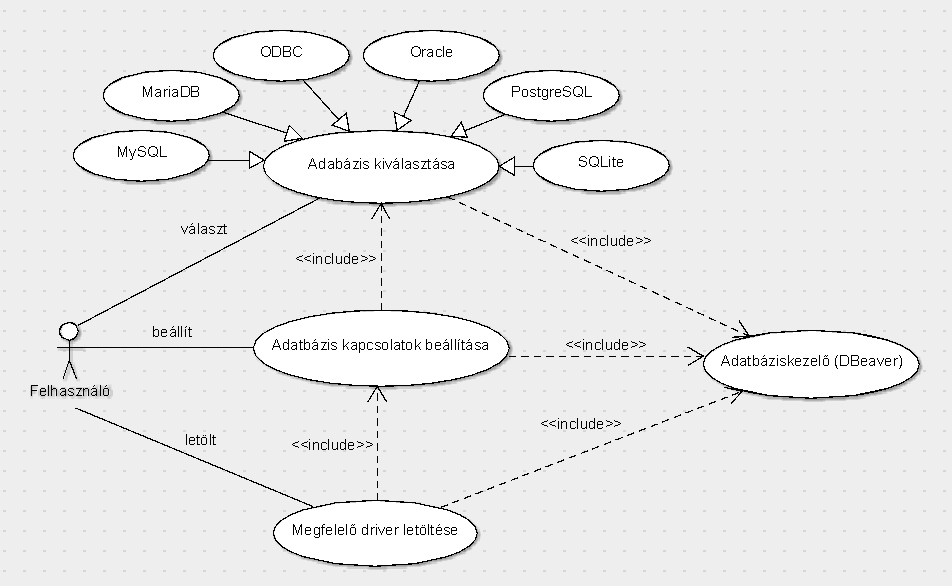 ODBC
Oracle
MariaDB
PostgreSQL
MySQL
Adabázis kiválasztása
SQLite
választ
<<include>>
<<include>>
beállít
Adatbázis kapcsolatok beállítása
<<include>>
Adatbáziskezelő (DBeaver)
Felhasználó
letölt
<<include>>
<<include>>
Megfelelő driver letöltése